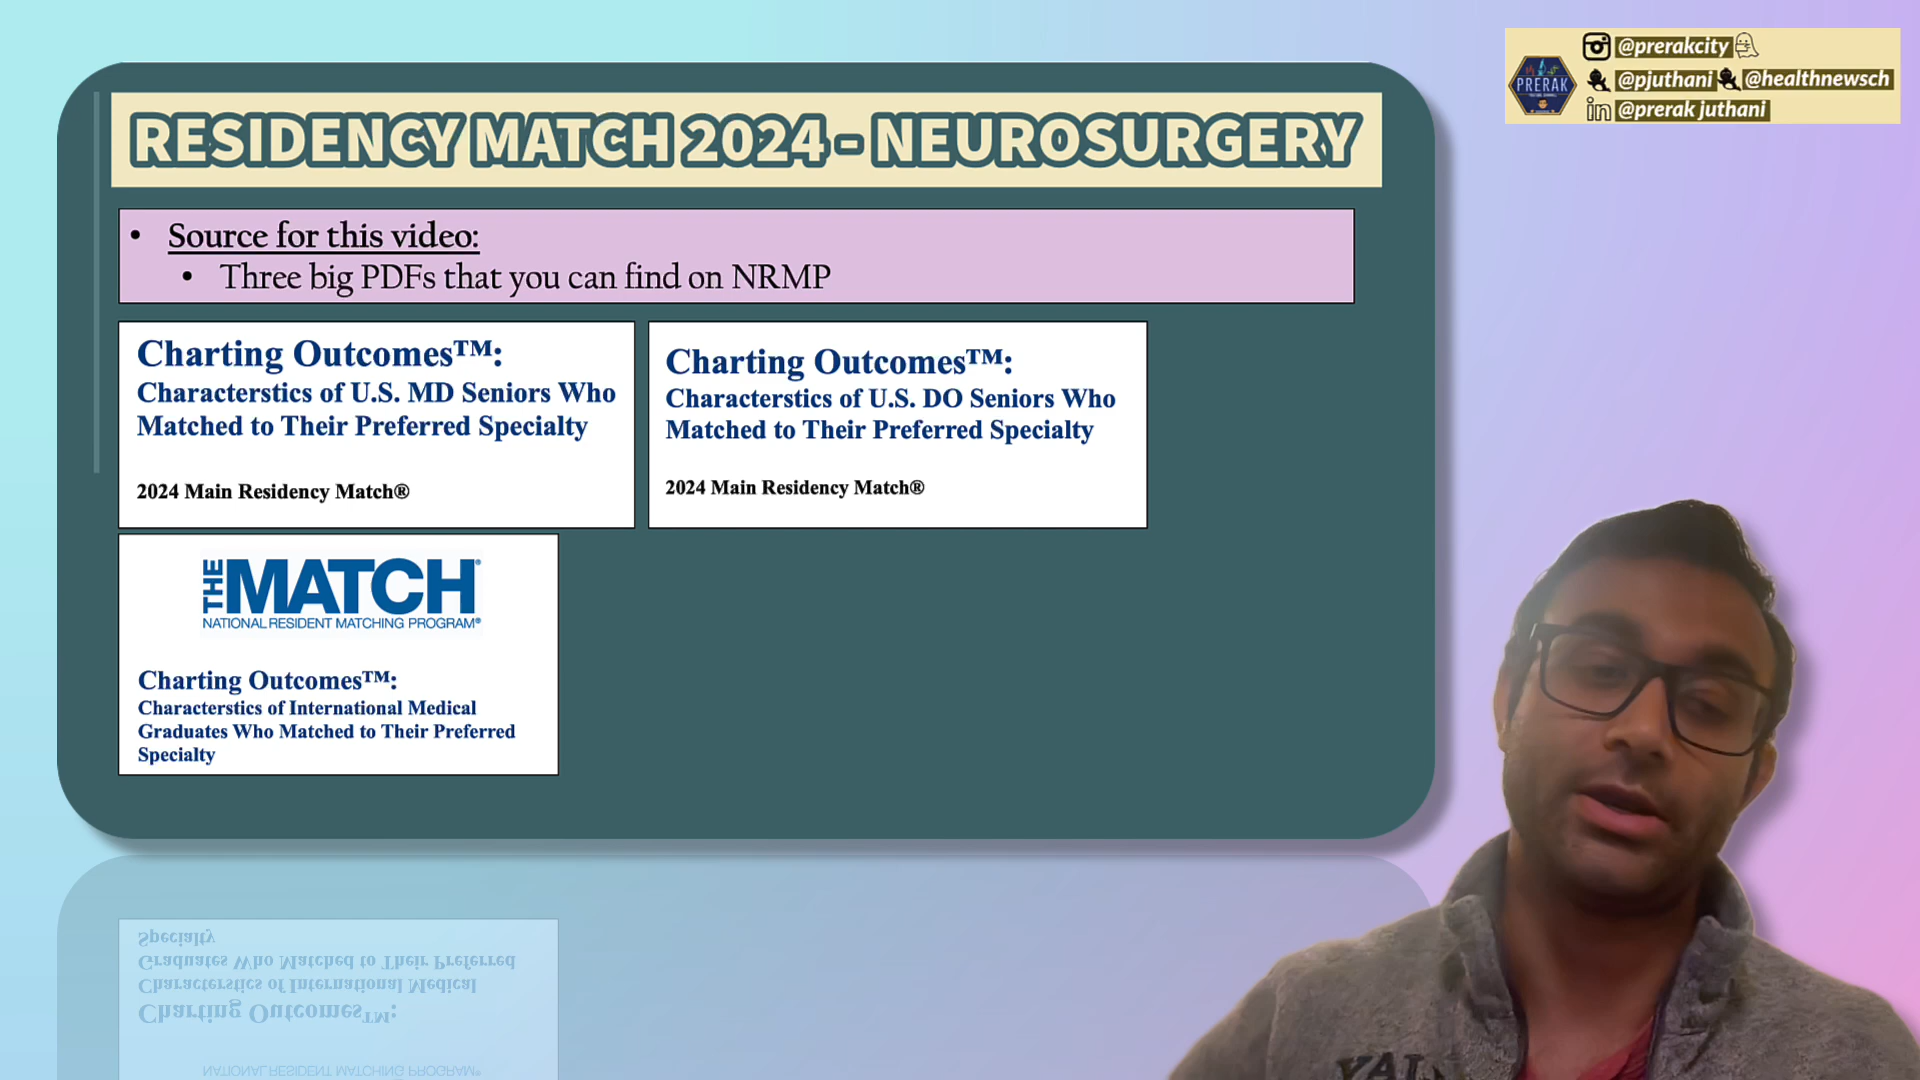 RESIDENCY MATCH 2024 - NEUROSURGERY
@prerakcity
PRERAK
@pjuthani @healthnewsch
in @prerak juthani
• Source for this video:
• Three big PDFs that you can find on NRMP
Charting Outcomes™:
Characterstics of U.S. MD Seniors Who
Matched to Their Preferred Specialty
2024 Main Residency Match®
Charting Outcomes™:
Characterstics of U.S. DO Seniors Who
Matched to Their Preferred Specialty
2024 Main Residency Match®
THE MATCH®
NATIONAL RESIDENT MATCHING PROGRAM®
Charting Outcomes™:
Characterstics of International Medical
Graduates Who Matched to Their Preferred
Specialty